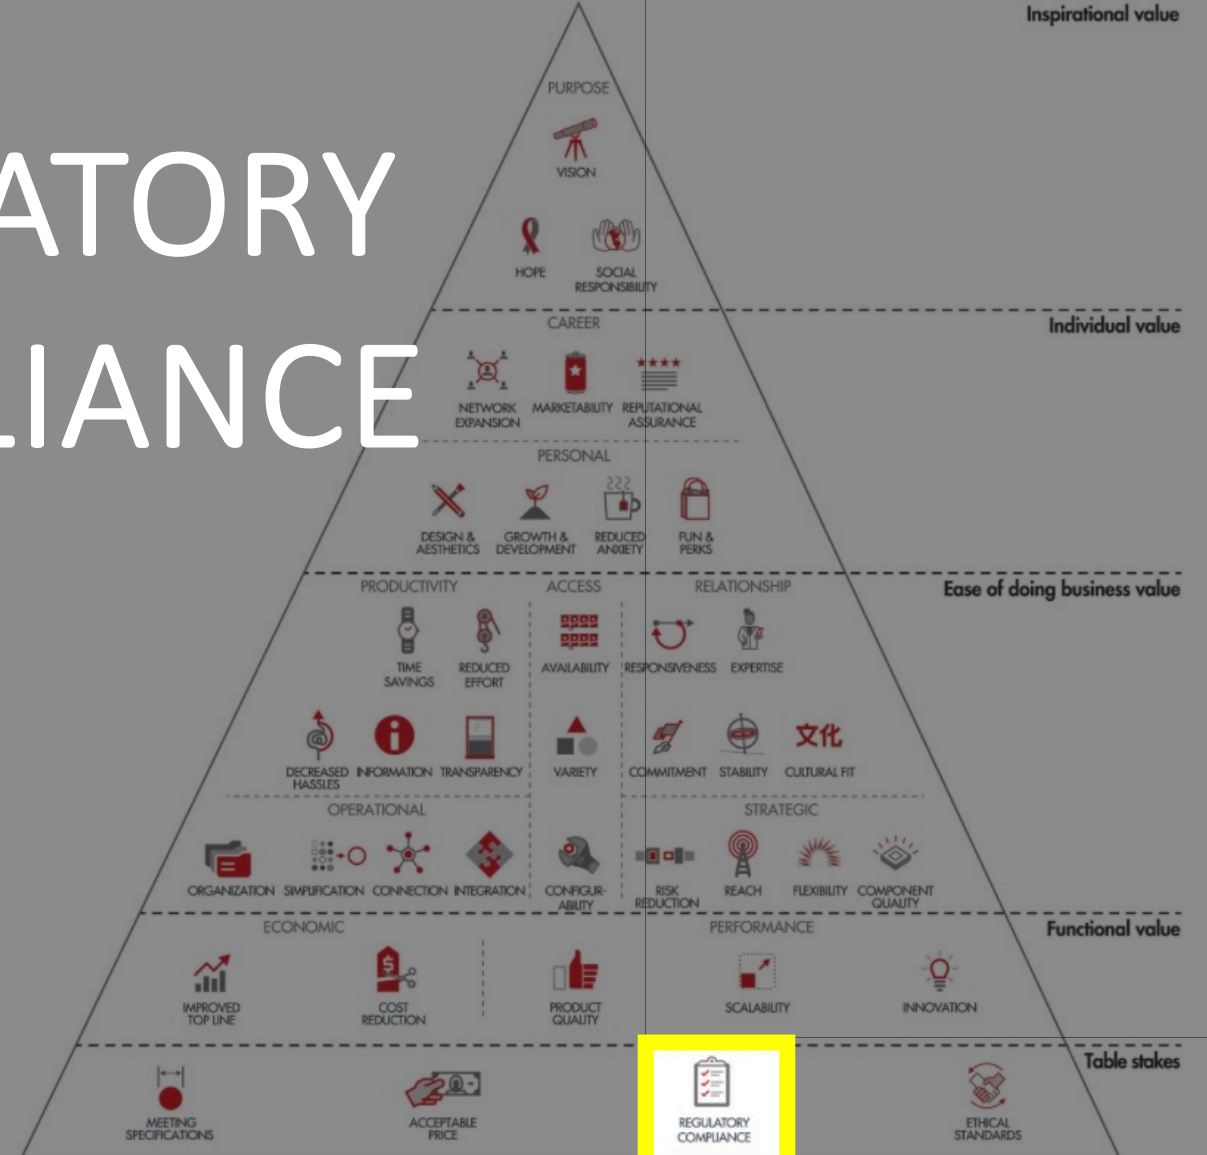 Inspirational value
PURPOSE
VISION
HOPE
SOCIAL
RESPONSIBILITY
ATORY
LIANCE
Individual value
CAREER
NETWORK
EXPANSION
MARKETABILITY
REPUTATIONAL
ASSURANCE
PERSONAL
DESIGN &
AESTHETICS
GROWTH &
DEVELOPMENT
REDUCED
ANXIETY
FUN &
PERKS
Ease of doing business value
PRODUCTIVITY
ACCESS
RELATIONSHIP
TIME
SAVINGS
REDUCED
EFFORT
AVAILABILITY
RESPONSIVENESS
EXPERTISE
DECREASED
HASSLES
INFORMATION
TRANSPARENCY
VARIETY
COMMITMENT
STABILITY
文化
CULTURAL FIT
OPERATIONAL
STRATEGIC
ORGANIZATION
SIMPLIFICATION
CONNECTION
INTEGRATION
CONFIGUR-
ABILITY
RISK
REDUCTION
REACH
FLEXIBILITY
COMPONENT
QUALITY
Functional value
ECONOMIC
PERFORMANCE
IMPROVED
TOP LINE
COST
REDUCTION
PRODUCT
QUALITY
SCALABILITY
INNOVATION
Table stakes
MEETING
SPECIFICATIONS
ACCEPTABLE
PRICE
REGULATORY
COMPLIANCE
ETHICAL
STANDARDS